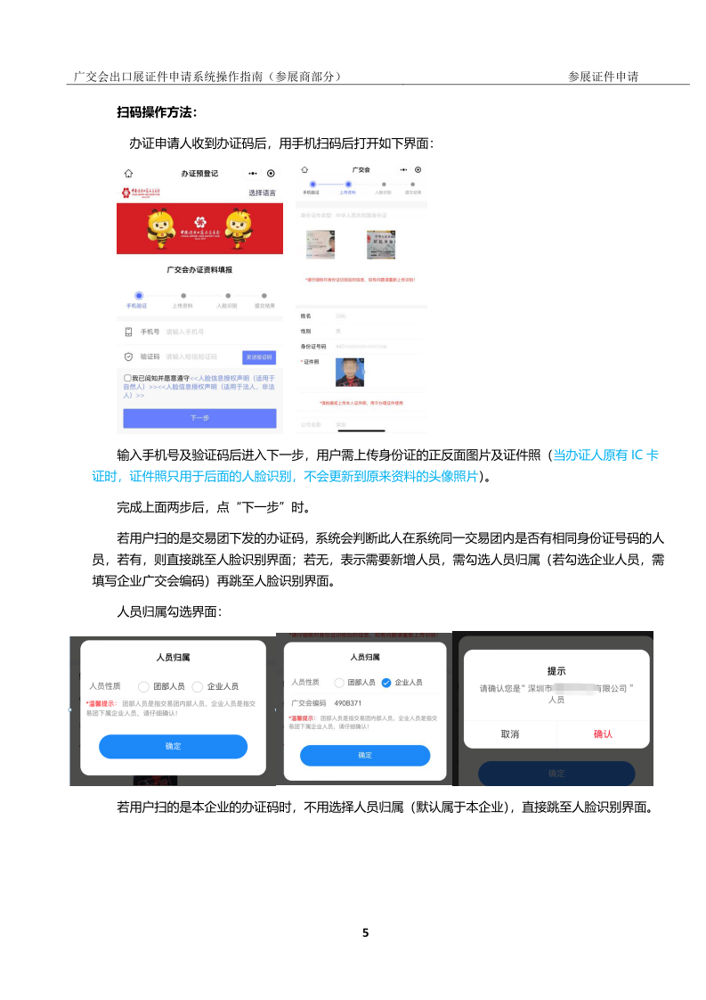 广交会出口展证件申请系统操作指南（参展商部分）
参展证件申请
扫码操作方法：
办证申请人收到办证码后，用手机扫码后打开如下界面：
办证预登记
选择语言
广交会办证资料填报
手机验证 上传资料 人脸识别 提交结果
手机号 请输入手机号
验证码 请输入短信验证码 发送验证码
我已阅知并愿意遵守<<人脸信息授权声明（适用于
自然人）>><<人脸信息授权声明（适用于法人、非法
人）>>
下一步
广交会
手机验证 上传资料 人脸识别 提交结果
身份证件类型 中华人民共和国身份证
姓名
性别
身份证号码
*证件照
公司名称
输入手机号及验证码后进入下一步，用户需上传身份证的正反面图片及证件照（当办证人原有 IC 卡
证时，证件照只用于后面的人脸识别，不会更新到原来资料的头像照片）。
完成上面两步后，点“下一步”时。
若用户扫的是交易团下发的办证码，系统会判断此人在系统同一交易团内是否有相同身份证号码的人
员，若有，则直接跳至人脸识别界面；若无，表示需要新增人员，需勾选人员归属（若勾选企业人员，需
填写企业广交会编码）再跳至人脸识别界面。
人员归属勾选界面：
人员归属
人员性质 团部人员 企业人员
*温馨提示： 团部人员是指交易团内部人员，企业人员是指交
易团下属企业人员，请仔细确认！
确定
人员归属
人员性质 团部人员 企业人员
广交会编码 490B371
*温馨提示： 团部人员是指交易团内部人员，企业人员是指交
易团下属企业人员，请仔细确认！
确定
提示
请确认您是“深圳市 有限公司 ”
人员
取消 确认
确定
若用户扫的是本企业的办证码时，不用选择人员归属（默认属于本企业），直接跳至人脸识别界面。
5